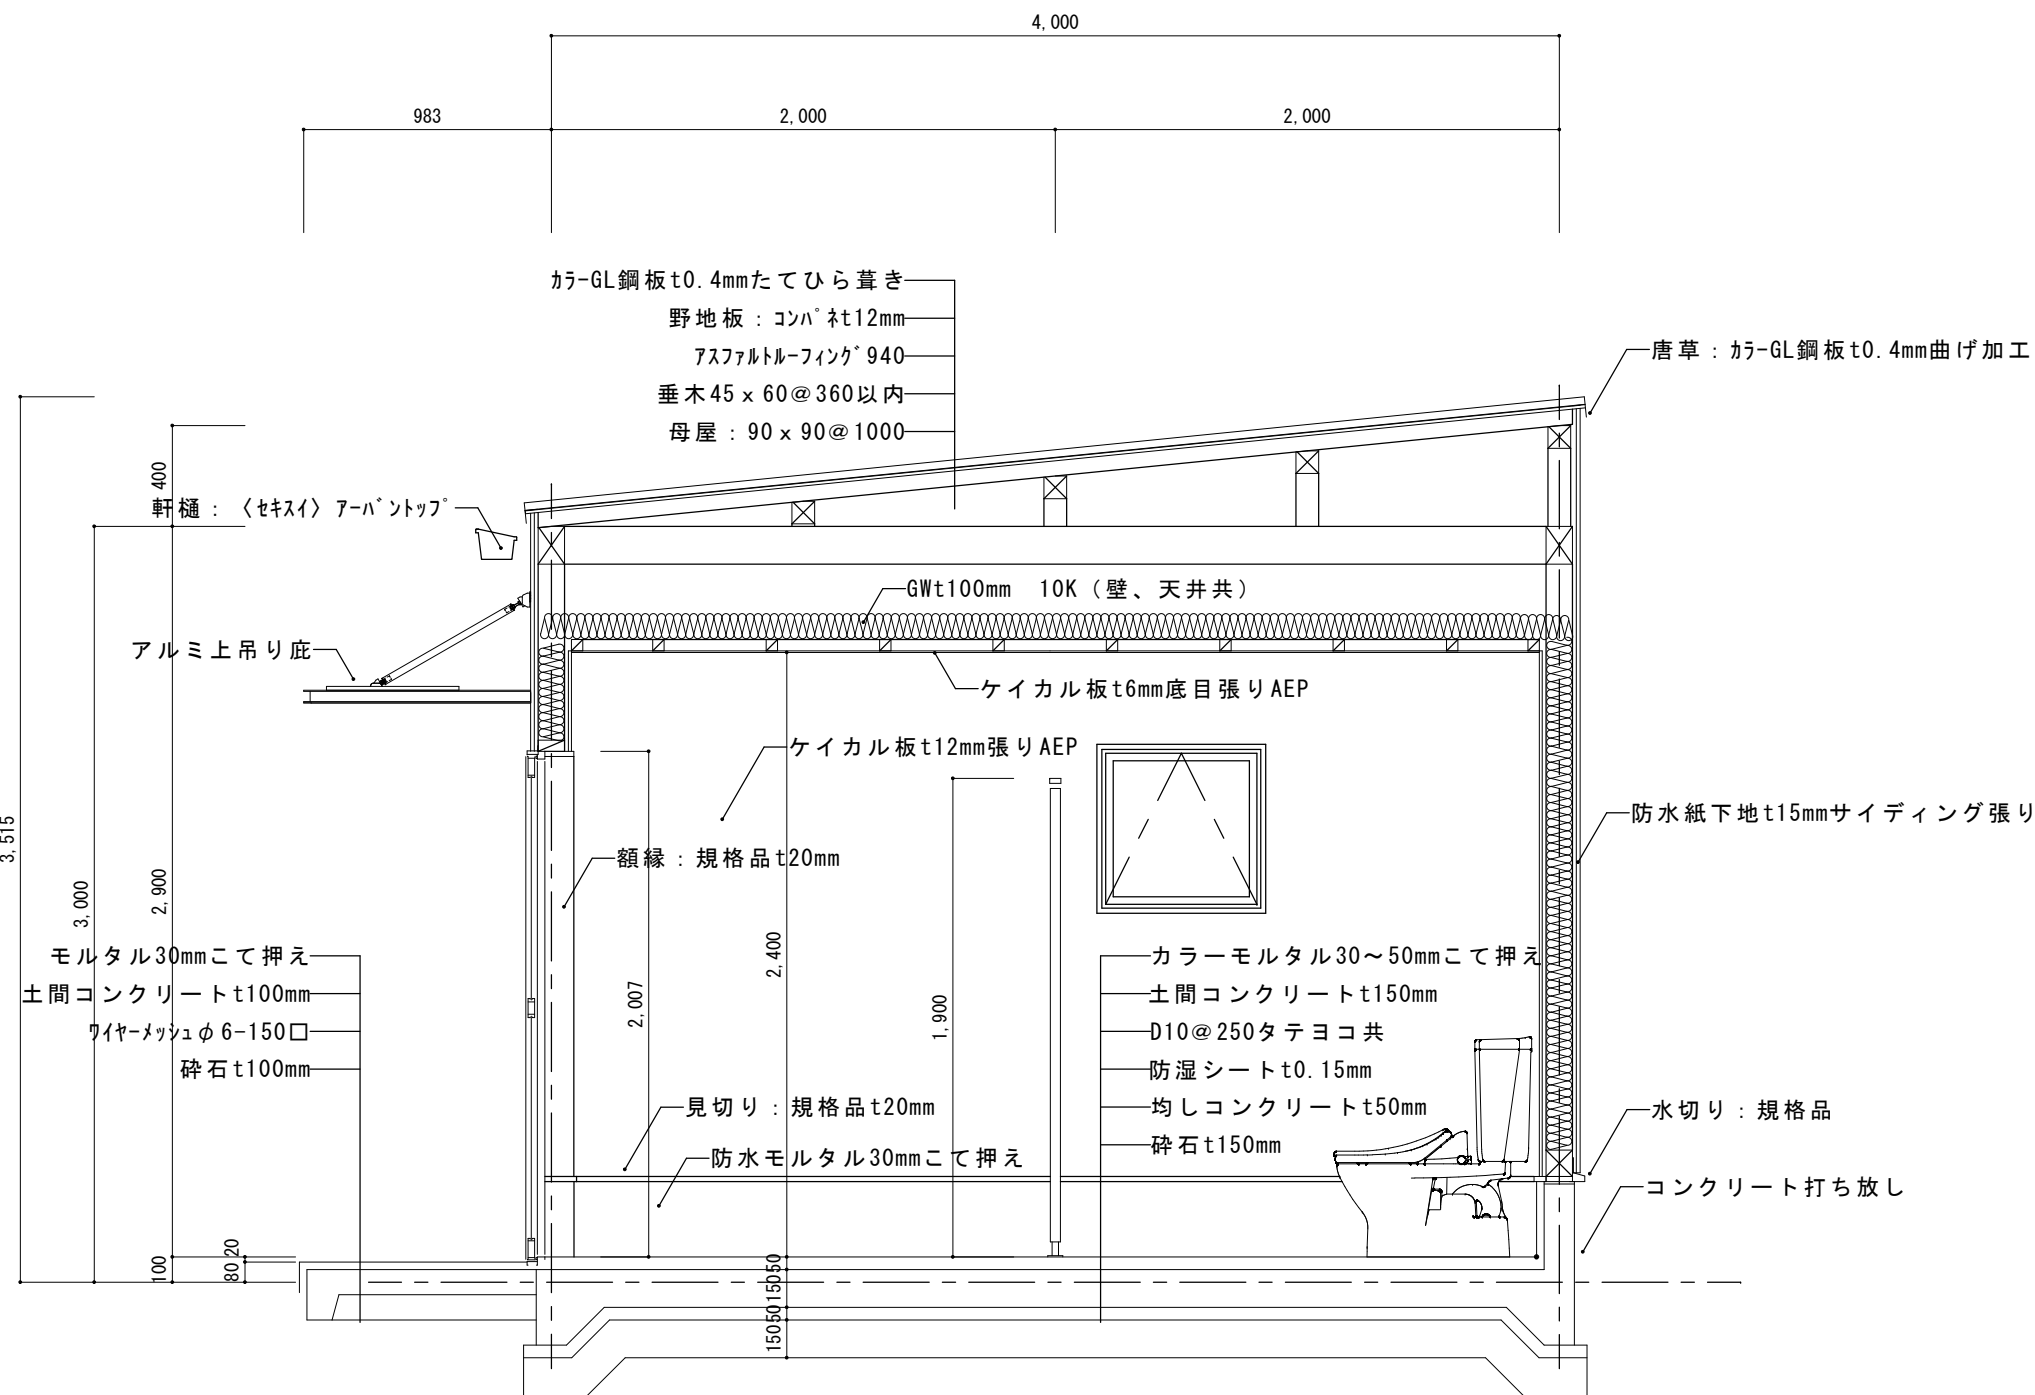 4,000
983
2,000
2,000
カラーGL鋼板t0.4mmたてひら葺き
野地板：コンパネt12mm
アスファルトルーフィング940
垂木45x60@360以内
母屋：90x90@1000
唐草：カラーGL鋼板t0.4mm曲げ加工
400
軒樋：〈セキスイ〉アーバントップ
GWt100mm　10K（壁、天井共）
アルミ上吊り庇
ケイカル板t6mm底目張りAEP
ケイカル板t12mm張りAEP
防水紙下地t15mmサイディング張り
額縁：規格品t20mm
3,515
3,000
2,900
2,400
2,007
1,900
モルタル30mmこて押え
土間コンクリートt100mm
ワイヤーメッシュφ6-150□
砕石t100mm
カラーモルタル30～50mmこて押え
土間コンクリートt150mm
D10@250タテヨコ共
防湿シートt0.15mm
均しコンクリートt50mm
砕石t150mm
見切り：規格品t20mm
防水モルタル30mmこて押え
水切り：規格品
コンクリート打ち放し
100
80
20
150
50
150
50